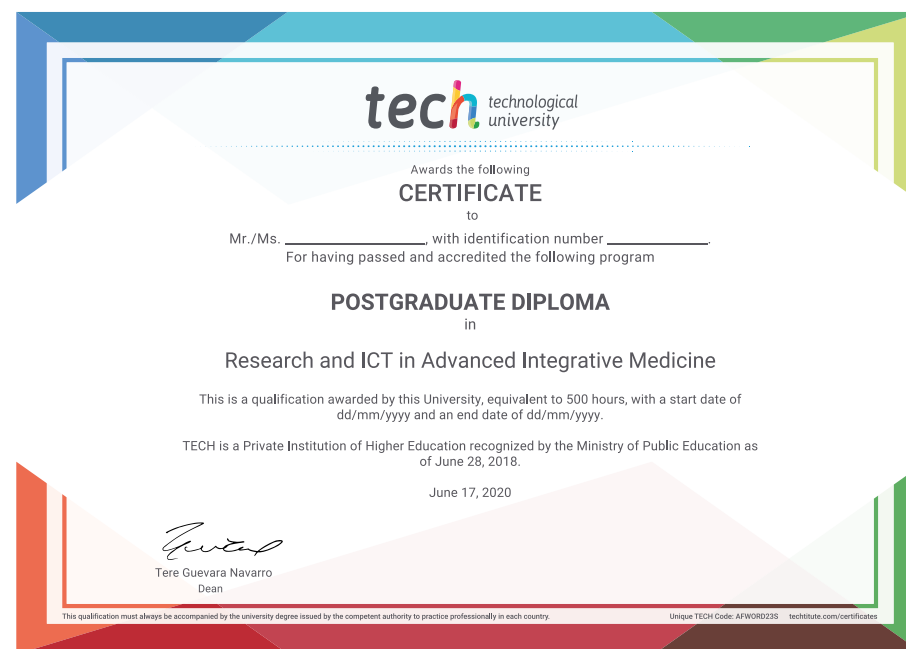 tech technological
university
Awards the following
CERTIFICATE
to
Mr./Ms. ____________________, with identification number ______________.
For having passed and accredited the following program
POSTGRADUATE DIPLOMA
in
Research and ICT in Advanced Integrative Medicine
This is a qualification awarded by this University, equivalent to 500 hours, with a start date of
dd/mm/yyyy and an end date of dd/mm/yyyy.
TECH is a Private Institution of Higher Education recognized by the Ministry of Public Education as
of June 28, 2018.
June 17, 2020
Tere Guevara Navarro
Dean
This qualification must always be accompanied by the university degree issued by the competent authority to practice professionally in each country. Unique TECH Code: AFWORD23S techtitute.com/certificates